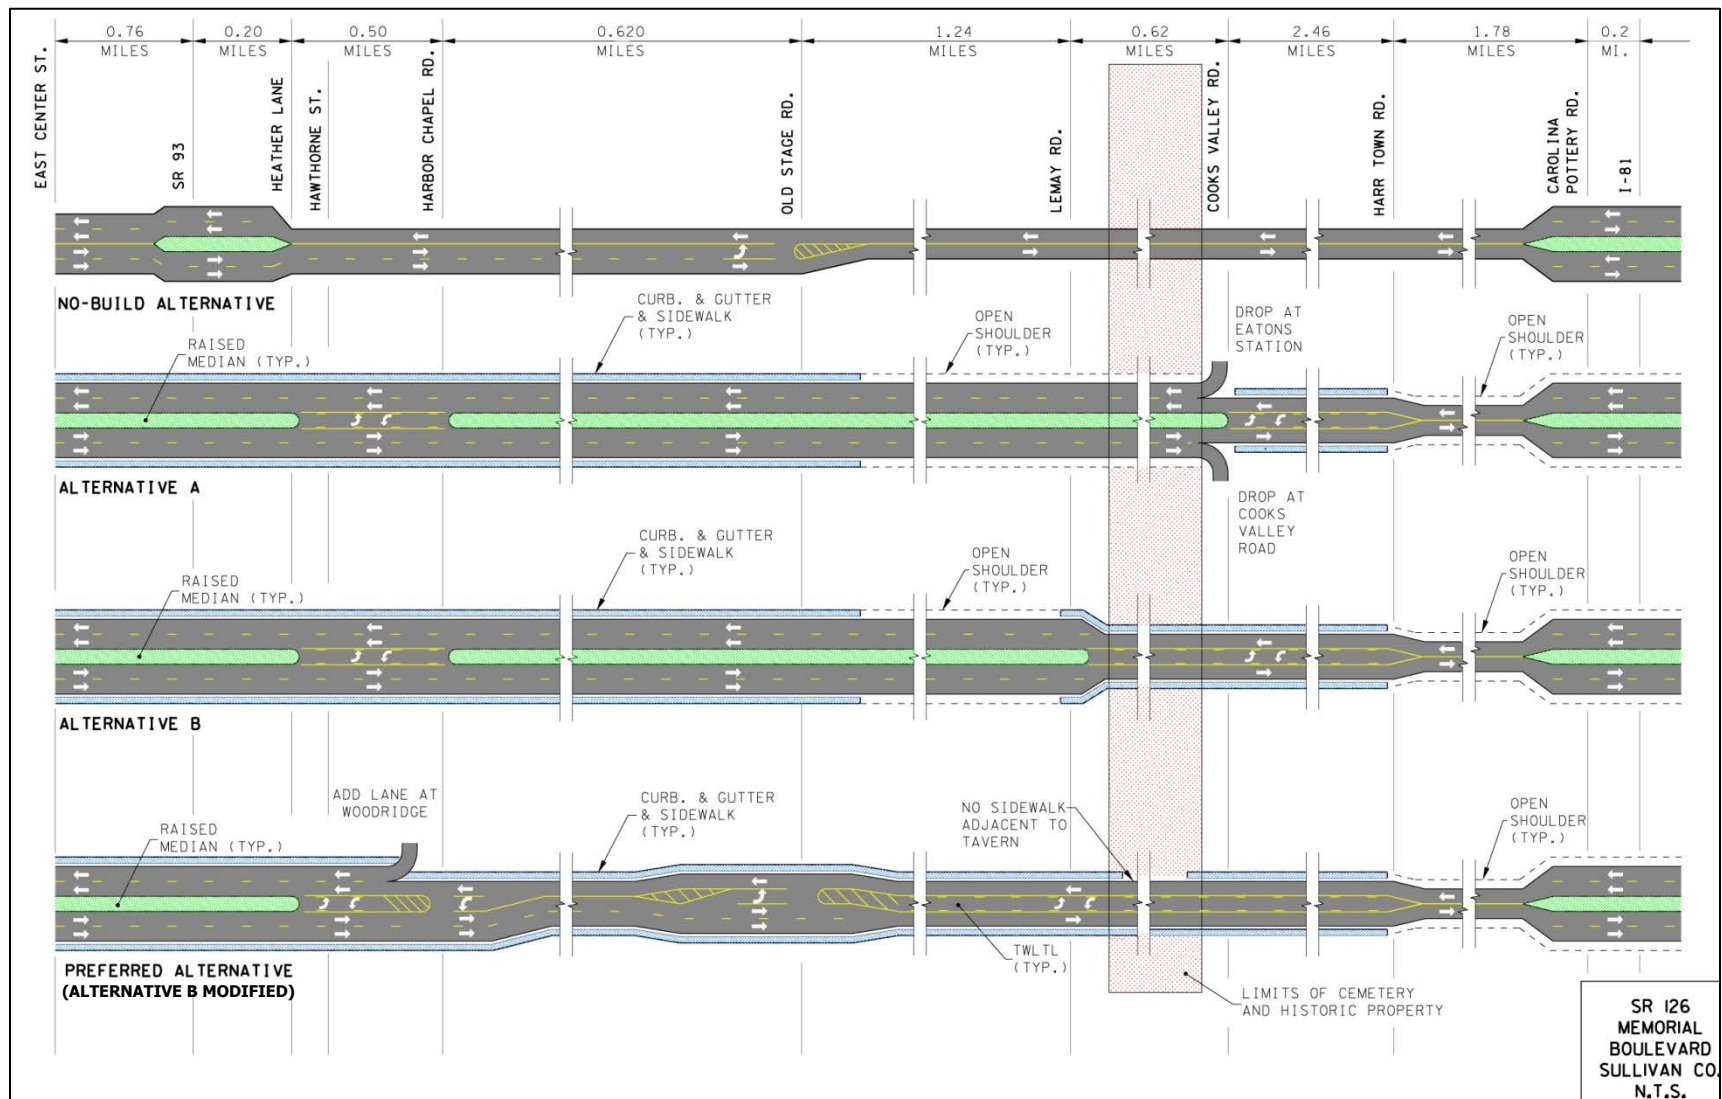 0.76
MILES
0.20
MILES
0.50
MILES
0.620
MILES
1.24
MILES
0.62
MILES
2.46
MILES
1.78
MILES
0.2
MI.
EAST CENTER ST.
SR 93
HEATHER LANE
HAWTHORNE ST.
HARBOR CHAPEL RD.
OLD STAGE RD.
LEMAY RD.
COOKS VALLEY RD.
HARR TOWN RD.
CAROLINA
POTTERY RD.
I-81
NO-BUILD ALTERNATIVE
RAISED
MEDIAN (TYP.)
CURB. & GUTTER
& SIDEWALK
(TYP.)
OPEN
SHOULDER
(TYP.)
DROP AT
EATONS
STATION
OPEN
SHOULDER
(TYP.)
ALTERNATIVE A
DROP AT
COOKS
VALLEY
ROAD
RAISED
MEDIAN (TYP.)
CURB. & GUTTER
& SIDEWALK
(TYP.)
OPEN
SHOULDER
(TYP.)
OPEN
SHOULDER
(TYP.)
ALTERNATIVE B
RAISED
MEDIAN (TYP.)
ADD LANE AT
WOODRIDGE
CURB. & GUTTER
& SIDEWALK
(TYP.)
NO SIDEWALK
ADJACENT TO
TAVERN
OPEN
SHOULDER
(TYP.)
TWLTL
(TYP.)
PREFERRED ALTERNATIVE
(ALTERNATIVE B MODIFIED)
LIMITS OF CEMETERY
AND HISTORIC PROPERTY
SR 126
MEMORIAL
BOULEVARD
SULLIVAN CO.
N.T.S.